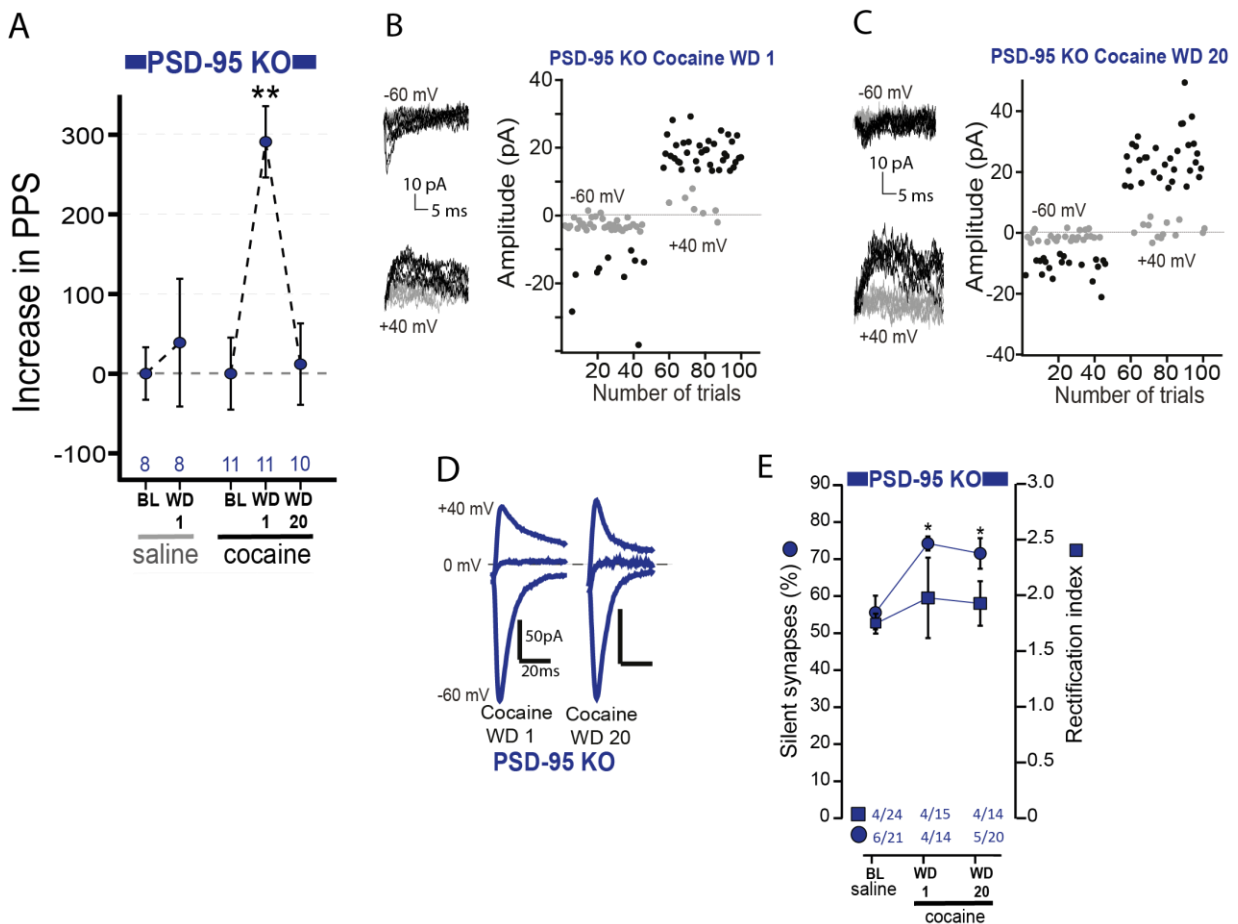 A
PSD-95 KO
Increase in PPS
300
200
100
0
-100
**
8 8 11 11 10
BL WD 1 BL WD 1 WD 20
saline cocaine
B
PSD-95 KO Cocaine WD 1
-60 mV
10 pA
5 ms
+40 mV
Amplitude (pA)
40
20
0
-20
-60 mV
+40 mV
20 40 60 80 100
Number of trials
C
PSD-95 KO Cocaine WD 20
-60 mV
10 pA
5 ms
+40 mV
Amplitude (pA)
40
20
0
-20
-40
-60 mV
+40 mV
20 40 60 80 100
Number of trials
D
+40 mV
0 mV
-60 mV
50pA
20ms
Cocaine WD 1
Cocaine WD 20
PSD-95 KO
E
PSD-95 KO
Silent synapses (%)
90
80
70
60
50
40
30
20
10
0
* *
Rectification index
3.0
2.5
2.0
1.5
1.0
0.5
0
4/24 4/15 4/14
6/21 4/14 5/20
BL WD 1 WD 20
saline
cocaine